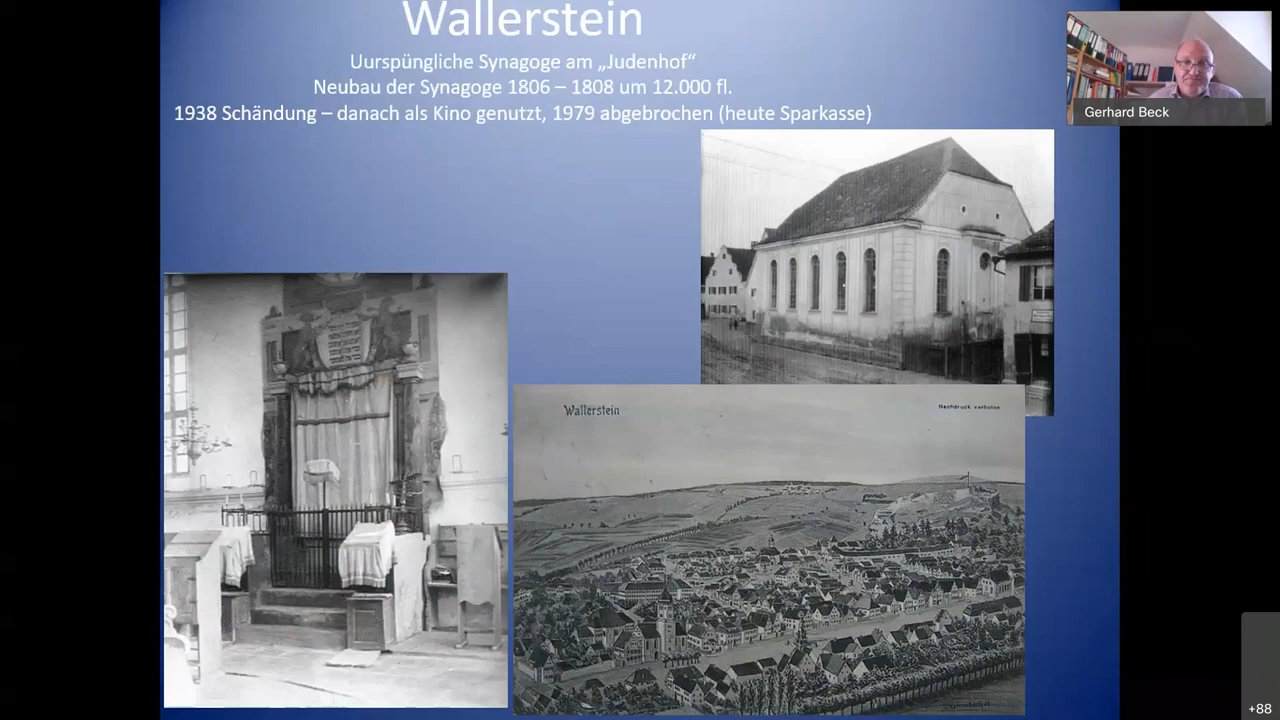 Wallerstein
Uurspüngliche Synagoge am „Judenhof“
Neubau der Synagoge 1806 – 1808 um 12.000 fl.
1938 Schändung – danach als Kino genutzt, 1979 abgebrochen (heute Sparkasse)
Gerhard Beck
Wallerstein
Nachdruck verboten
+88